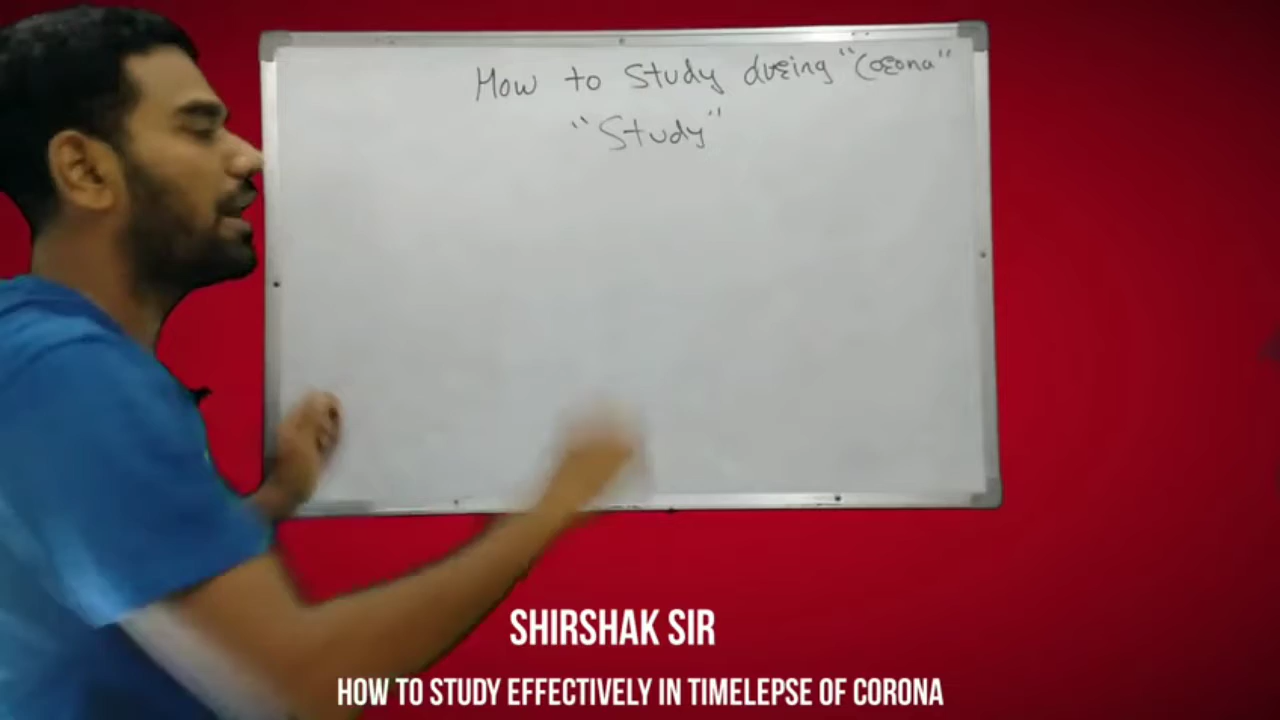 How to Study during "Corona"
"Study"
SHIRSHAK SIR
HOW TO STUDY EFFECTIVELY IN TIMELEPSE OF CORONA